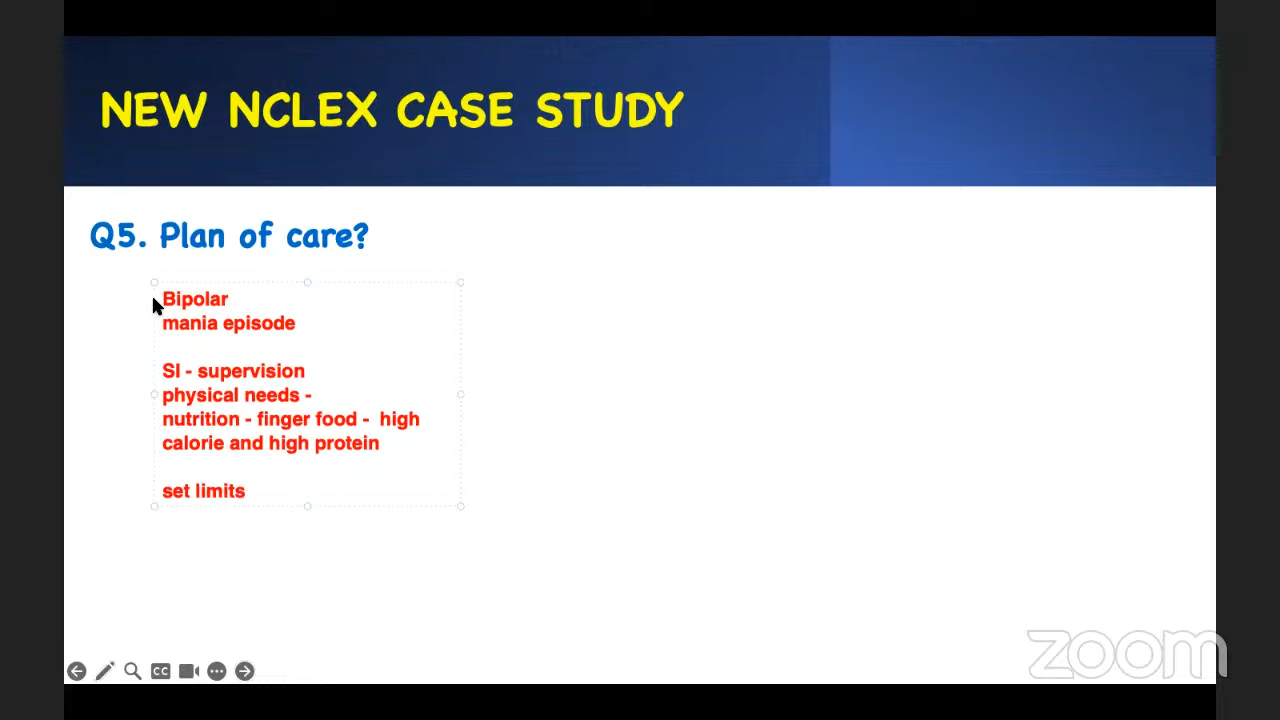 NEW NCLEX CASE STUDY
Q5. Plan of care?
Bipolar
mania episode
SI - supervision
physical needs -
nutrition - finger food - high
calorie and high protein
set limits
CC
zoom